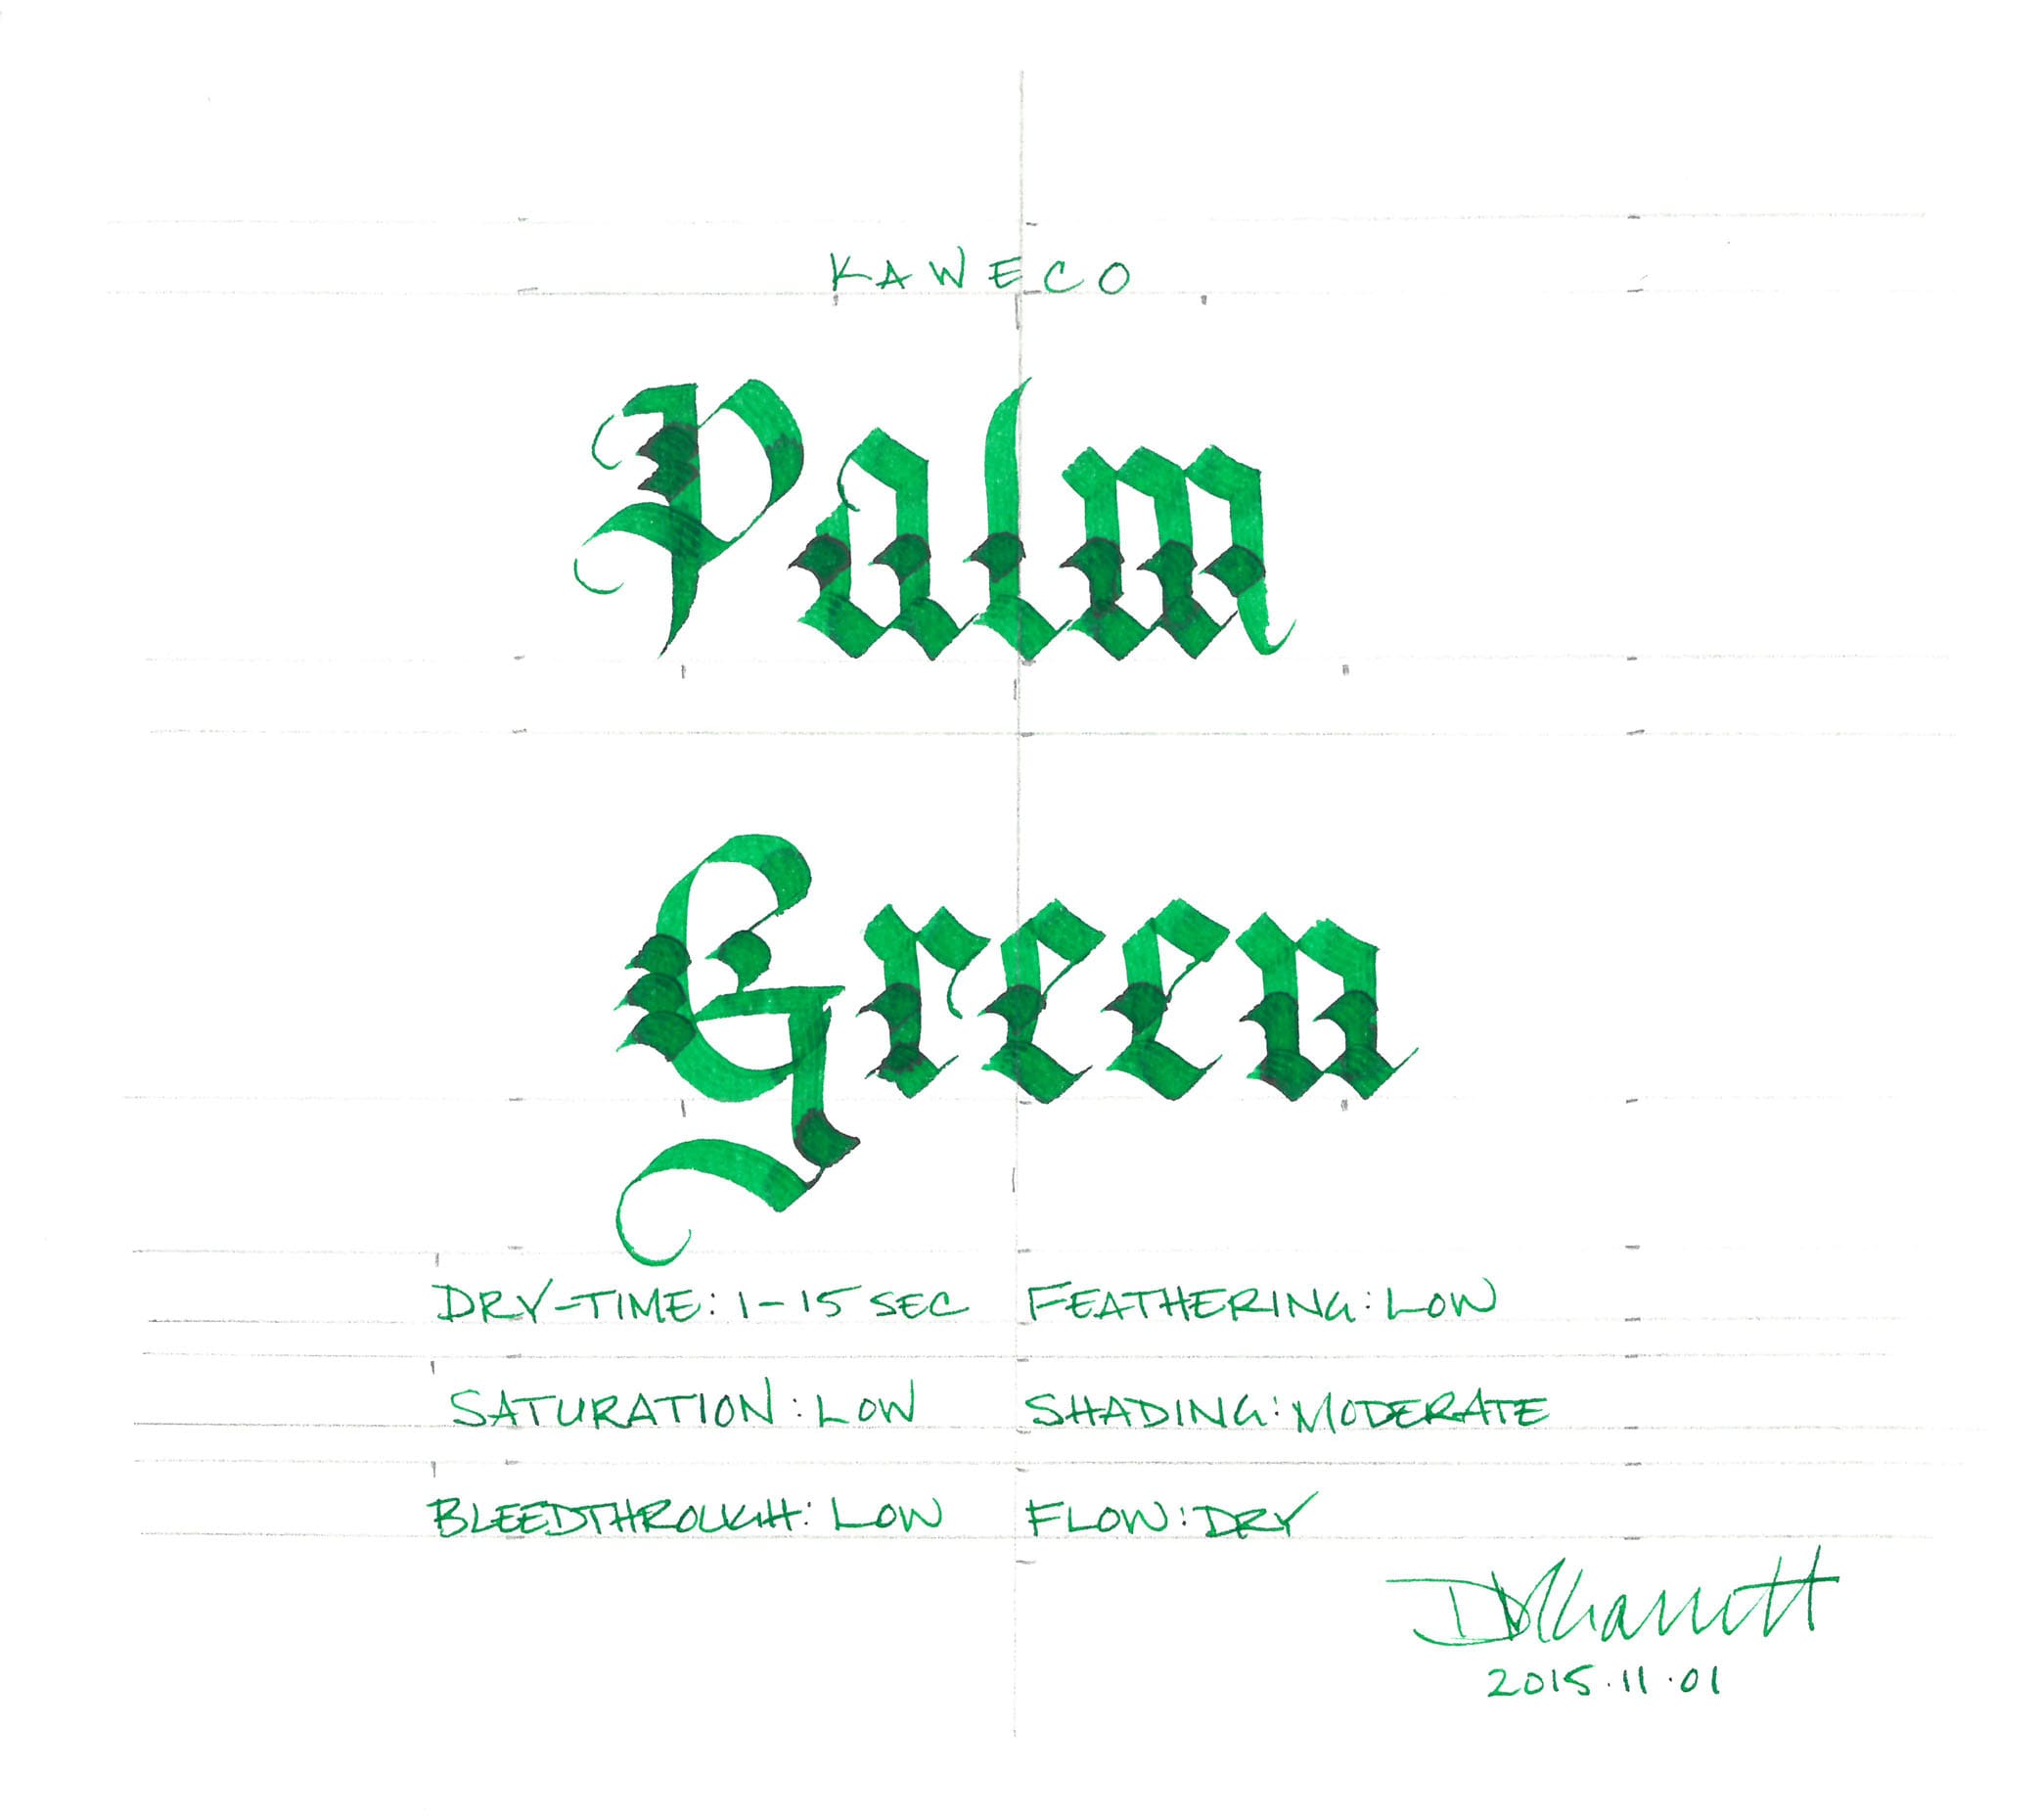 KAWECO
Palm
Green
DRY-TIME: 1-15 SEC FEATHERING: LOW
SATURATION: LOW SHADING: MODERATE
BLEEDTHROUGH: LOW FLOW: DRY
2015.11.01